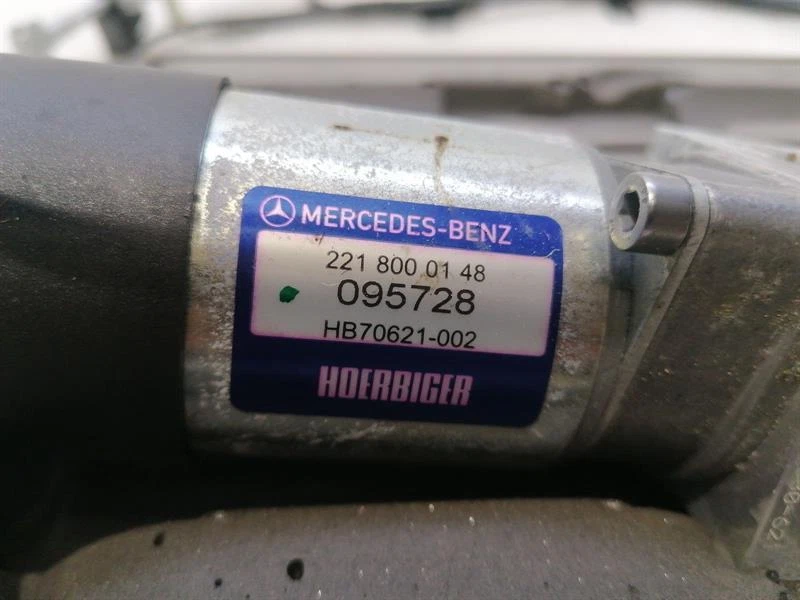 MERCEDES-BENZ
221 800 01 48
095728
HB70621-002
HOERBIGER